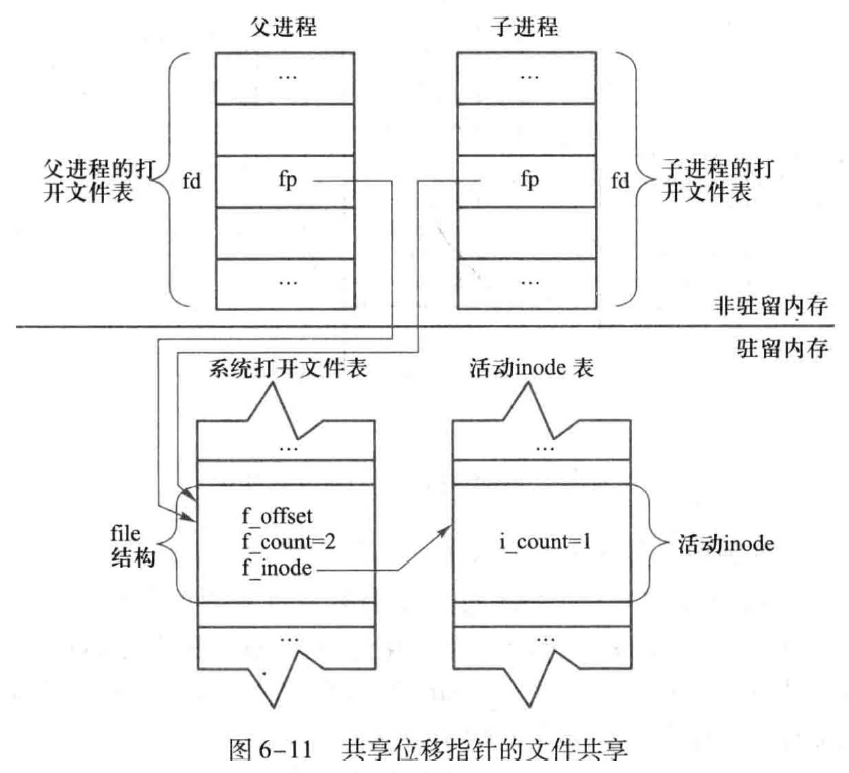 父进程
子进程
…
…
父进程的打
开文件表
fd
fp
fp
fd
子进程的打
开文件表
…
…
非驻留内存
驻留内存
系统打开文件表
活动inode 表
…
…
file
结构
f_offset
f_count=2
f_inode
i_count=1
活动inode
…
…
图 6-11 共享位移指针的文件共享